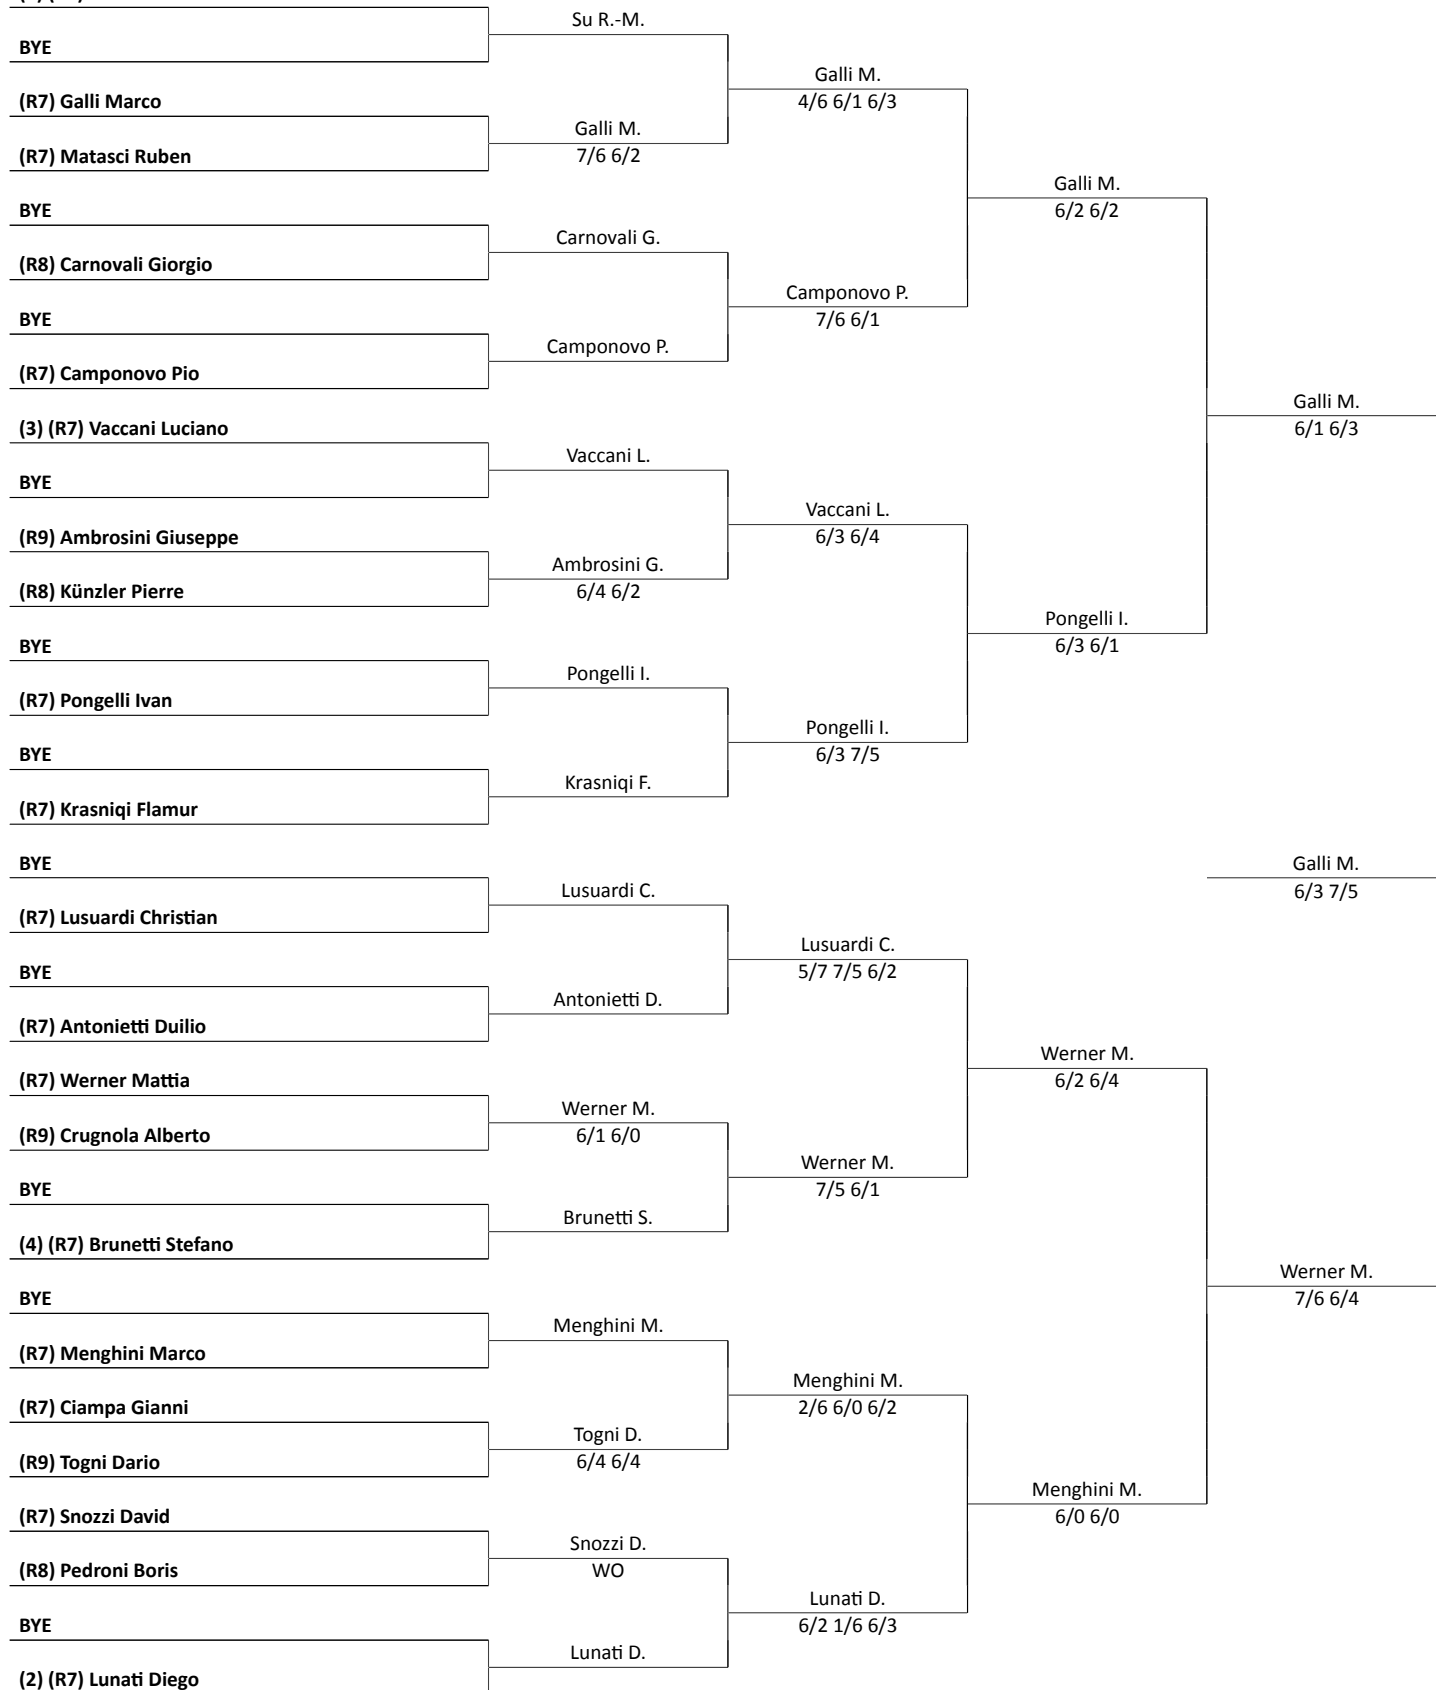 BYE
(R7) Galli Marco
(R7) Matasci Ruben
BYE
(R8) Carnovali Giorgio
BYE
(R7) Camponovo Pio
(3) (R7) Vaccani Luciano
BYE
(R9) Ambrosini Giuseppe
(R8) Künzler Pierre
BYE
(R7) Pongelli Ivan
BYE
(R7) Krasniqi Flamur
BYE
(R7) Lusuardi Christian
BYE
(R7) Antonietti Duilio
(R7) Werner Mattia
(R9) Crugnola Alberto
BYE
(4) (R7) Brunetti Stefano
BYE
(R7) Menghini Marco
(R7) Ciampa Gianni
(R9) Togni Dario
(R7) Snozzi David
(R8) Pedroni Boris
BYE
(2) (R7) Lunati Diego
Su R.-M.
Galli M.
7/6 6/2
Carnovali G.
Camponovo P.
Vaccani L.
Ambrosini G.
6/4 6/2
Pongelli I.
Krasniqi F.
Lusuardi C.
Antonietti D.
Werner M.
6/1 6/0
Brunetti S.
Menghini M.
Togni D.
6/4 6/4
Snozzi D.
WO
Lunati D.
Galli M.
4/6 6/1 6/3
Camponovo P.
7/6 6/1
Vaccani L.
6/3 6/4
Pongelli I.
6/3 7/5
Lusuardi C.
5/7 7/5 6/2
Werner M.
7/5 6/1
Menghini M.
2/6 6/0 6/2
Lunati D.
6/2 1/6 6/3
Galli M.
6/2 6/2
Pongelli I.
6/3 6/1
Werner M.
6/2 6/4
Menghini M.
6/0 6/0
Galli M.
6/1 6/3
Galli M.
6/3 7/5
Werner M.
7/6 6/4